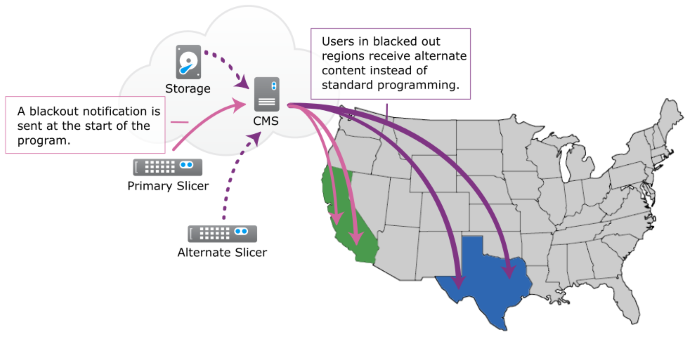 Users in blacked out
regions receive alternate
content instead of
standard programming.
Storage
A blackout notification is
sent at the start of the
program.
CMS
Primary Slicer
Alternate Slicer